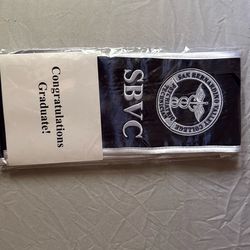 Congratulations
Graduate!
SBVC
SAN BERNARDINO VALLEY COLLEGE